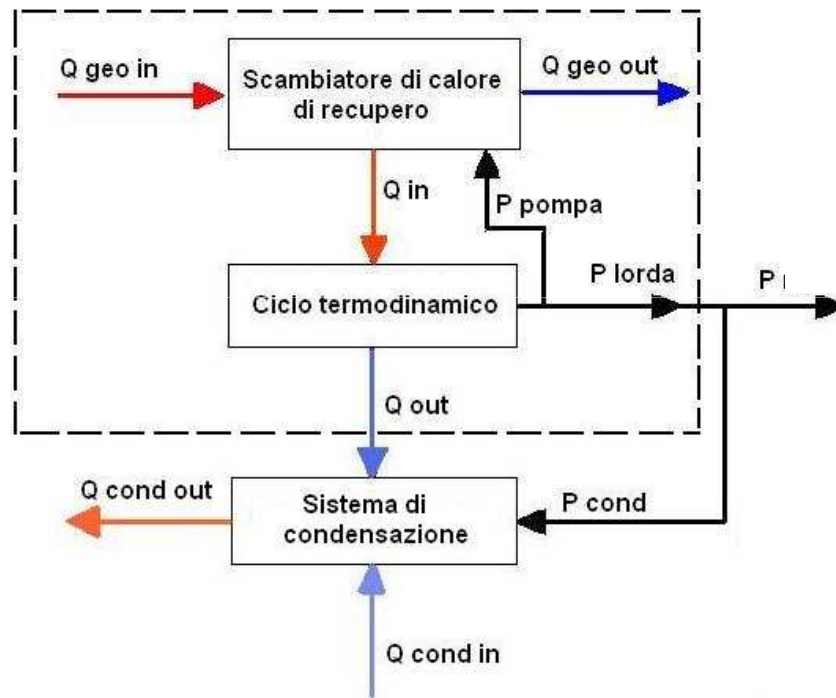 Q geo in
Scambiatore di calore
di recupero
Q geo out
Q in
P pompa
Ciclo termodinamico
P lorda
P
Q out
Q cond out
Sistema di
condensazione
P cond
Q cond in